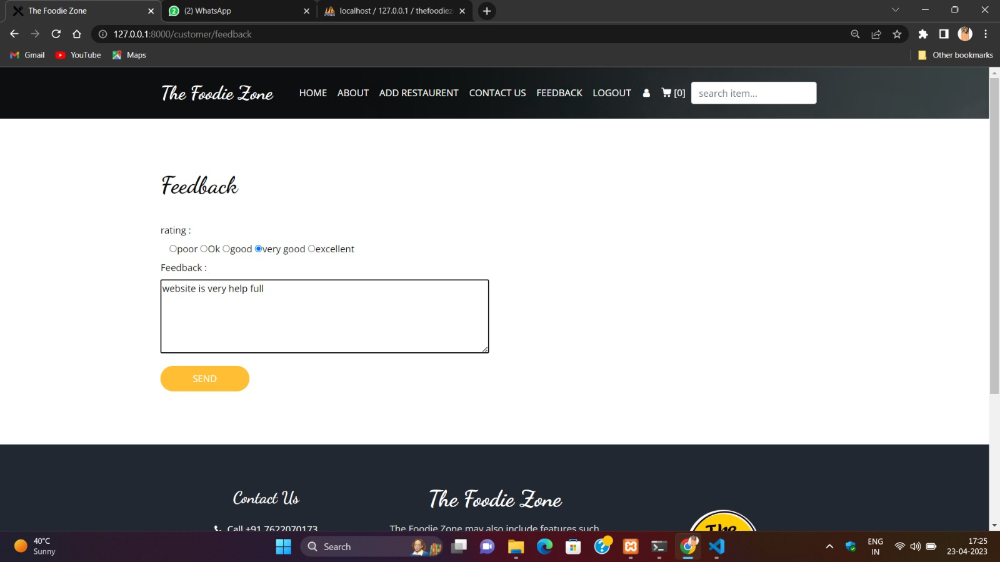 The Foodie Zone
(2) WhatsApp
localhost / 127.0.0.1 / thefoodiez
127.0.0.1:8000/customer/feedback
Gmail YouTube Maps Other bookmarks
The Foodie Zone HOME ABOUT ADD RESTAURENT CONTACT US FEEDBACK LOGOUT [0] search item...
Feedback
rating :
poor Ok good very good excellent
Feedback :
website is very help full
SEND
Contact Us
The Foodie Zone
Call +91 7622070173
The Foodie Zone may also include features such
The
40°C
Sunny
Search
ENG
IN
17:25
23-04-2023